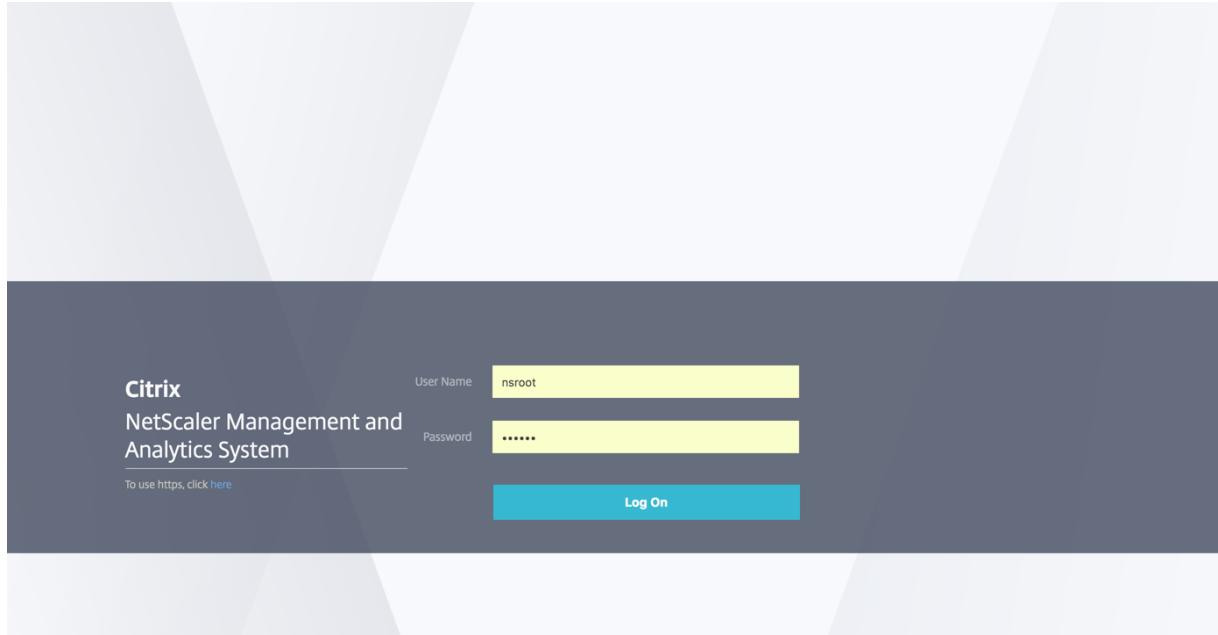 Citrix
NetScaler Management and
Analytics System
To use https, click here
User Name
nsroot
Password
••••••
Log On